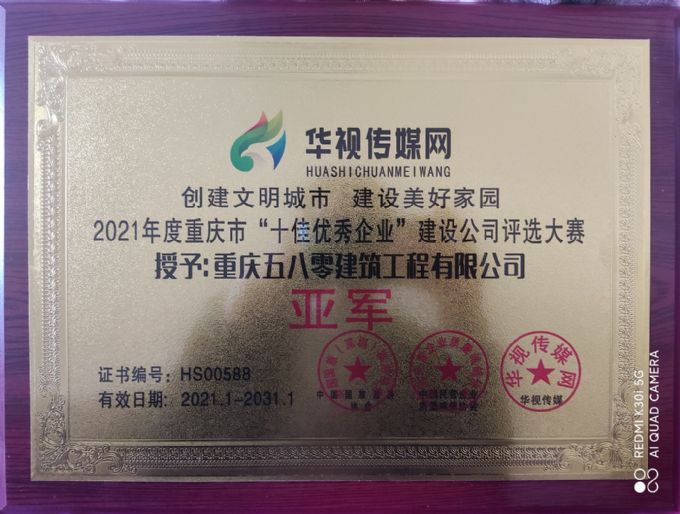 华视传媒网
HUASHICHUANMEIWANG
创建文明城市 建设美好家园
2021年度重庆市“十佳优秀企业”建设公司评选大赛
授予:重庆五八零建筑工程有限公司
亚军
证书编号: HS00588
有效日期: 2021.1-2031.1
华视传媒网
华视传媒
REDMI K30i 5G
AI QUAD CAMERA